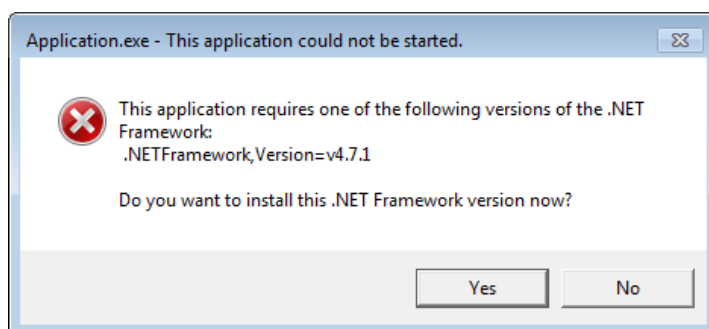 Application.exe - This application could not be started.
This application requires one of the following versions of the .NET
Framework:
.NETFramework,Version=v4.7.1
Do you want to install this .NET Framework version now?
Yes
No